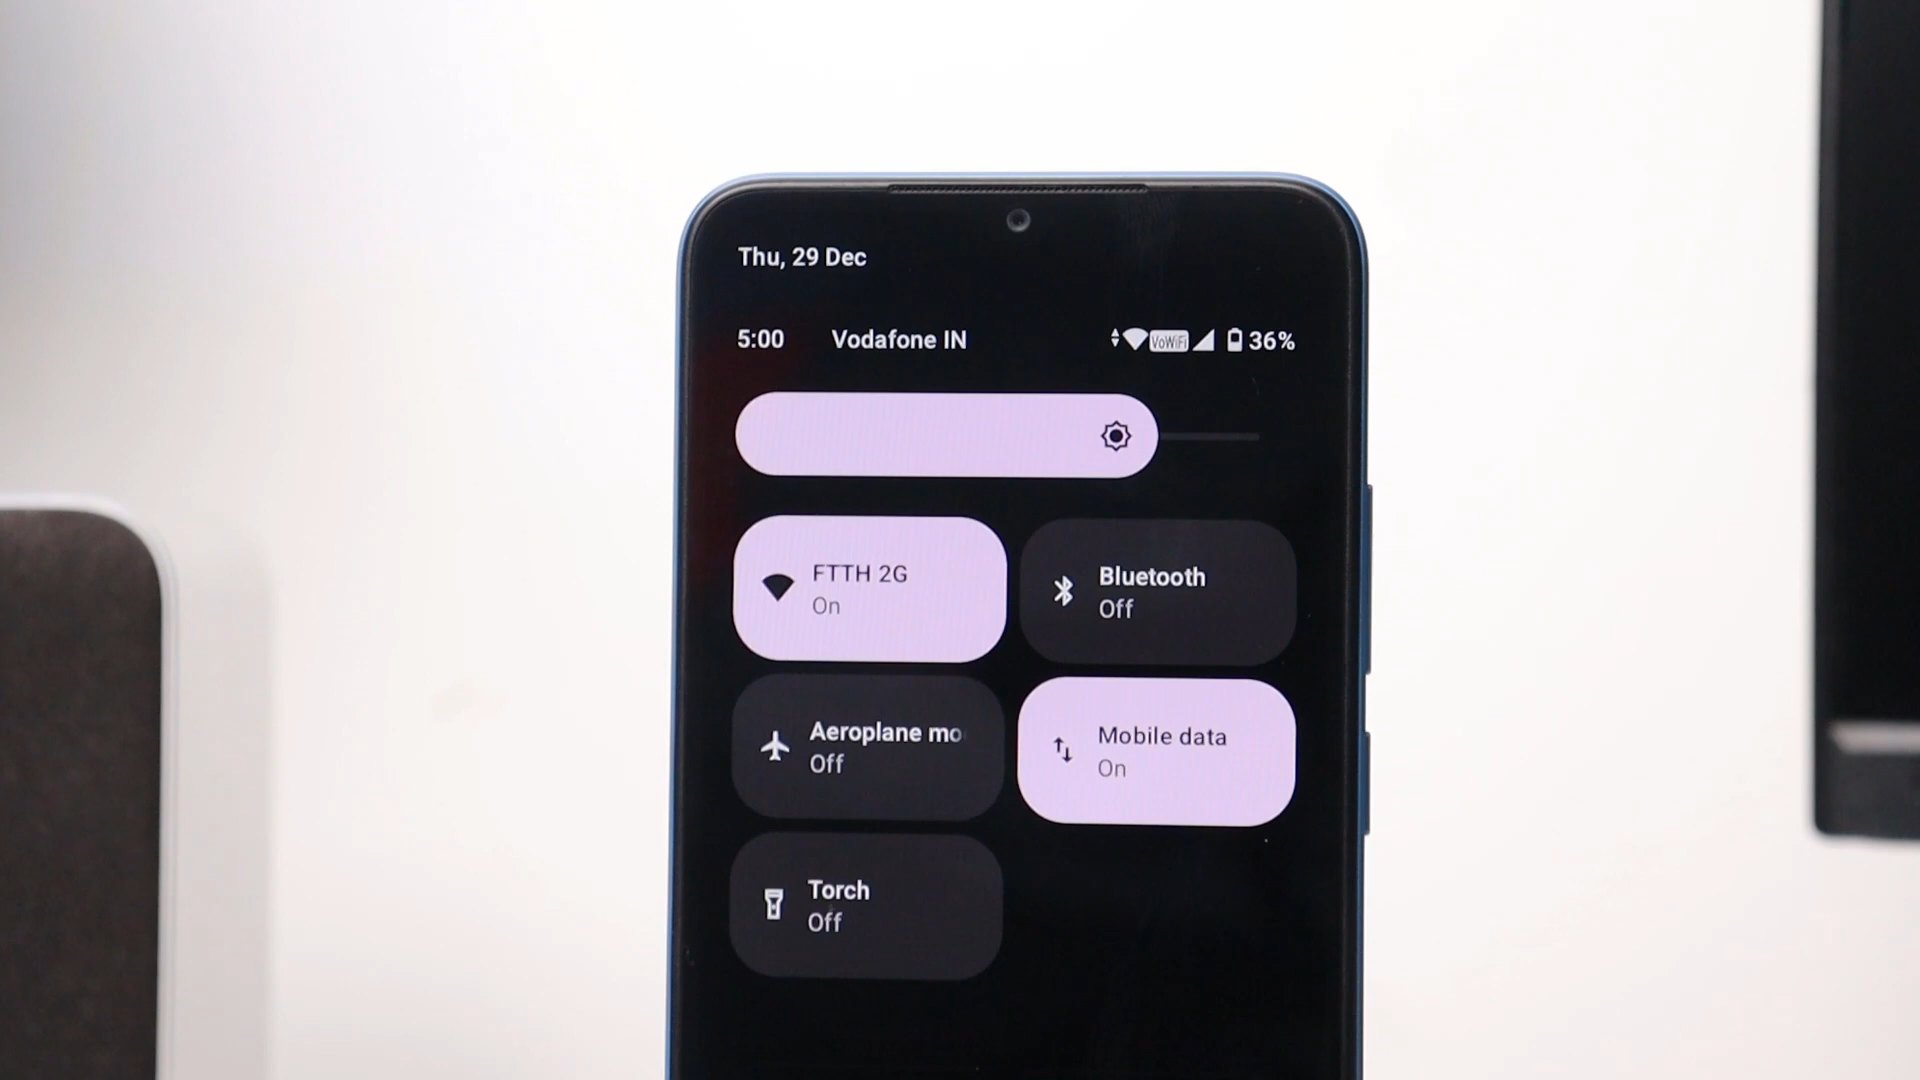 Thu, 29 Dec
5:00 Vodafone IN VoWiFi 36%
FTTH 2G
On
Bluetooth
Off
Aeroplane mo
Off
Mobile data
On
Torch
Off